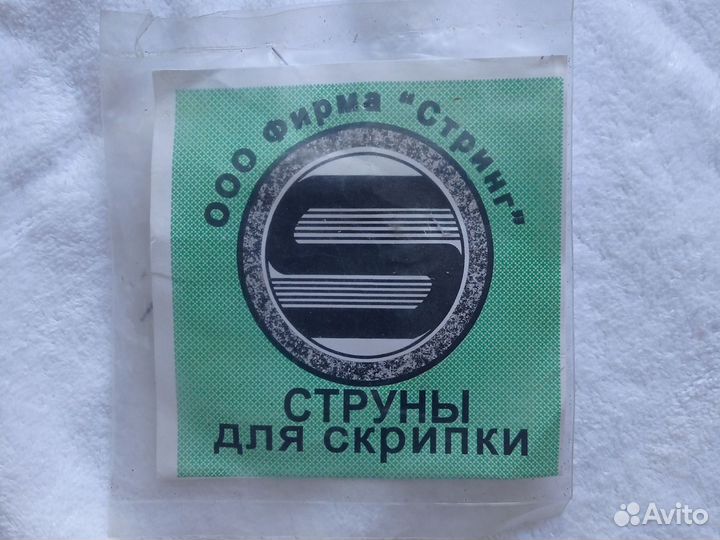 ООО Фирма "Стринг"
S
СТРУНЫ
для скрипки
Avito